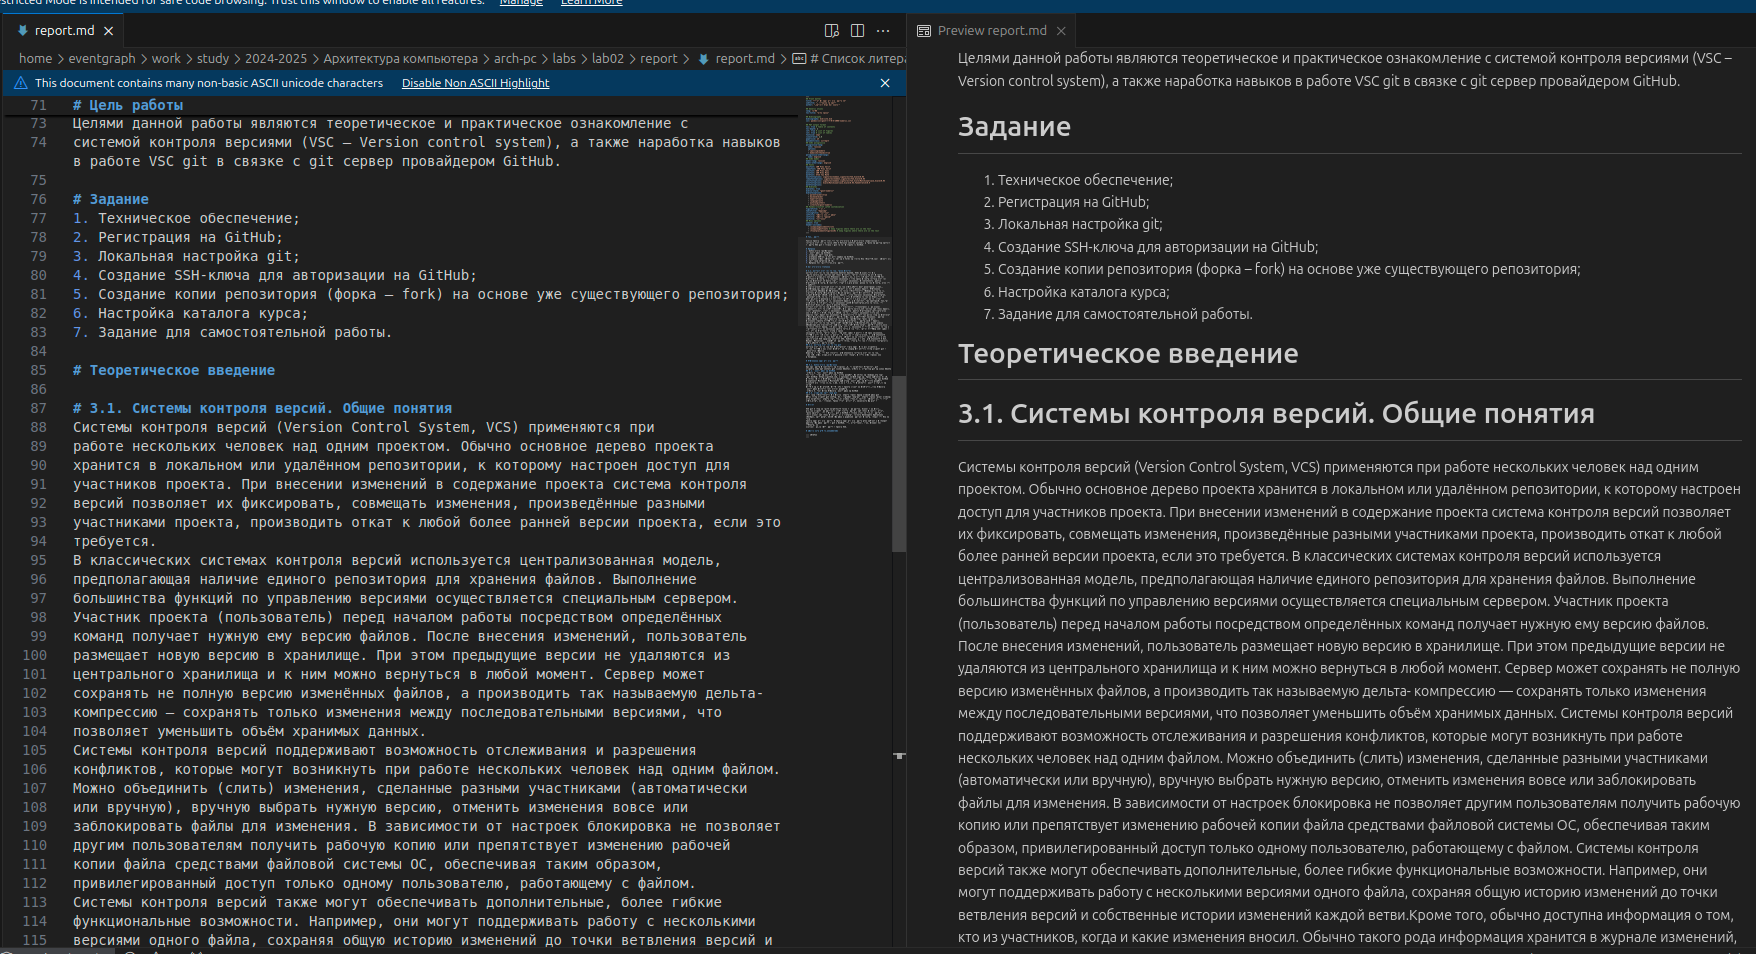 stricted Mode is intended for safe code browsing. Trust this window to enable all features. Manage Learn More
report.md
Preview report.md
home > eventgraph > work > study > 2024-2025 > Архитектура компьютера > arch-pc > labs > lab02 > report > report.md > # Список литера
This document contains many non-basic ASCII unicode characters Disable Non ASCII Highlight
71 # Цель работы
73 Целями данной работы являются теоретическое и практическое ознакомление с
74 системой контроля версиями (VSC – Version control system), а также наработка навыков
в работе VSC git в связке с git сервер провайдером GitHub.
75
76 # Задание
77 1. Техническое обеспечение;
78 2. Регистрация на GitHub;
79 3. Локальная настройка git;
80 4. Создание SSH-ключа для авторизации на GitHub;
81 5. Создание копии репозитория (форка – fork) на основе уже существующего репозитория;
82 6. Настройка каталога курса;
83 7. Задание для самостоятельной работы.
84
85 # Теоретическое введение
86
87 # 3.1. Системы контроля версий. Общие понятия
88 Системы контроля версий (Version Control System, VCS) применяются при
89 работе нескольких человек над одним проектом. Обычно основное дерево проекта
90 хранится в локальном или удалённом репозитории, к которому настроен доступ для
91 участников проекта. При внесении изменений в содержание проекта система контроля
92 версий позволяет их фиксировать, совмещать изменения, произведённые разными
93 участниками проекта, производить откат к любой более ранней версии проекта, если это
94 требуется.
95 В классических системах контроля версий используется централизованная модель,
96 предполагающая наличие единого репозитория для хранения файлов. Выполнение
97 большинства функций по управлению версиями осуществляется специальным сервером.
98 Участник проекта (пользователь) перед началом работы посредством определённых
99 команд получает нужную ему версию файлов. После внесения изменений, пользователь
100 размещает новую версию в хранилище. При этом предыдущие версии не удаляются из
101 центрального хранилища и к ним можно вернуться в любой момент. Сервер может
102 сохранять не полную версию изменённых файлов, а производить так называемую дельта-
103 компрессию — сохранять только изменения между последовательными версиями, что
104 позволяет уменьшить объём хранимых данных.
105 Системы контроля версий поддерживают возможность отслеживания и разрешения
106 конфликтов, которые могут возникнуть при работе нескольких человек над одним файлом.
107 Можно объединить (слить) изменения, сделанные разными участниками (автоматически
108 или вручную), вручную выбрать нужную версию, отменить изменения вовсе или
109 заблокировать файлы для изменения. В зависимости от настроек блокировка не позволяет
110 другим пользователям получить рабочую копию или препятствует изменению рабочей
111 копии файла средствами файловой системы ОС, обеспечивая таким образом,
112 привилегированный доступ только одному пользователю, работающему с файлом.
113 Системы контроля версий также могут обеспечивать дополнительные, более гибкие
114 функциональные возможности. Например, они могут поддерживать работу с несколькими
115 версиями одного файла, сохраняя общую историю изменений до точки ветвления версий и
Целями данной работы являются теоретическое и практическое ознакомление с системой контроля версиями (VSC –
Version control system), а также наработка навыков в работе VSC git в связке с git сервер провайдером GitHub.
Задание
1. Техническое обеспечение;
2. Регистрация на GitHub;
3. Локальная настройка git;
4. Создание SSH-ключа для авторизации на GitHub;
5. Создание копии репозитория (форка – fork) на основе уже существующего репозитория;
6. Настройка каталога курса;
7. Задание для самостоятельной работы.
Теоретическое введение
3.1. Системы контроля версий. Общие понятия
Системы контроля версий (Version Control System, VCS) применяются при работе нескольких человек над одним
проектом. Обычно основное дерево проекта хранится в локальном или удалённом репозитории, к которому настроен
доступ для участников проекта. При внесении изменений в содержание проекта система контроля версий позволяет
их фиксировать, совмещать изменения, произведённые разными участниками проекта, производить откат к любой
более ранней версии проекта, если это требуется. В классических системах контроля версий используется
централизованная модель, предполагающая наличие единого репозитория для хранения файлов. Выполнение
большинства функций по управлению версиями осуществляется специальным сервером. Участник проекта
(пользователь) перед началом работы посредством определённых команд получает нужную ему версию файлов.
После внесения изменений, пользователь размещает новую версию в хранилище. При этом предыдущие версии не
удаляются из центрального хранилища и к ним можно вернуться в любой момент. Сервер может сохранять не полную
версию изменённых файлов, а производить так называемую дельта- компрессию — сохранять только изменения
между последовательными версиями, что позволяет уменьшить объём хранимых данных. Системы контроля версий
поддерживают возможность отслеживания и разрешения конфликтов, которые могут возникнуть при работе
нескольких человек над одним файлом. Можно объединить (слить) изменения, сделанные разными участниками
(автоматически или вручную), вручную выбрать нужную версию, отменить изменения вовсе или заблокировать
файлы для изменения. В зависимости от настроек блокировка не позволяет другим пользователям получить рабочую
копию или препятствует изменению рабочей копии файла средствами файловой системы ОС, обеспечивая таким
образом, привилегированный доступ только одному пользователю, работающему с файлом. Системы контроля
версий также могут обеспечивать дополнительные, более гибкие функциональные возможности. Например, они
могут поддерживать работу с несколькими версиями одного файла, сохраняя общую историю изменений до точки
ветвления версий и собственные истории изменений каждой ветви.Кроме того, обычно доступна информация о том,
кто из участников, когда и какие изменения вносил. Обычно такого рода информация хранится в журнале изменений,